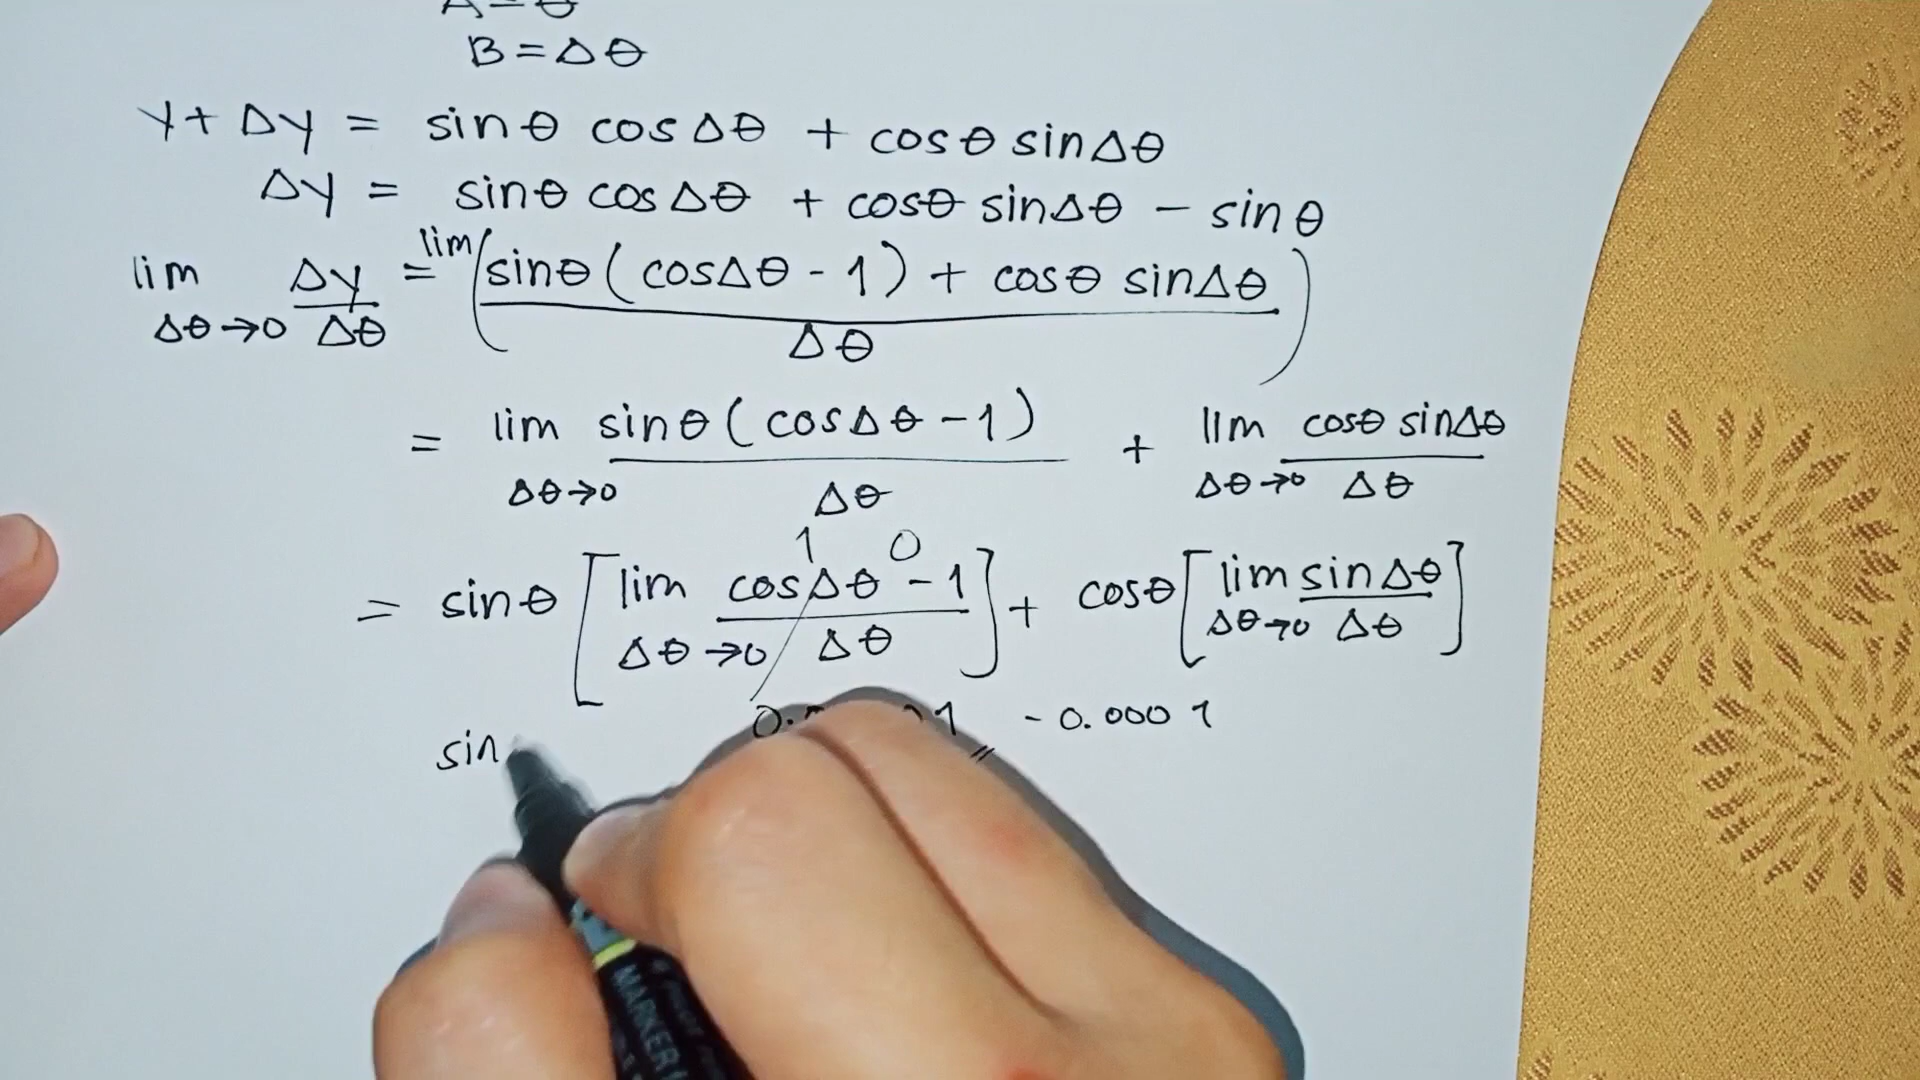 A = θ
B = Δθ
y + Δy = sinθ cosΔθ + cosθ sinΔθ
Δy = sinθ cosΔθ + cosθ sinΔθ - sinθ
lim Δy = lim ( sinθ ( cosΔθ - 1 ) + cosθ sinΔθ )
Δθ→0 Δθ Δθ
= lim sinθ ( cosΔθ - 1 ) + lim cosθ sinΔθ
Δθ→0 Δθ Δθ→0 Δθ
1 0
= sinθ [ lim cosΔθ - 1 ] + cosθ [ lim sinΔθ ]
Δθ→0 Δθ Δθ→0 Δθ
- 0.0001
sin
MARKER